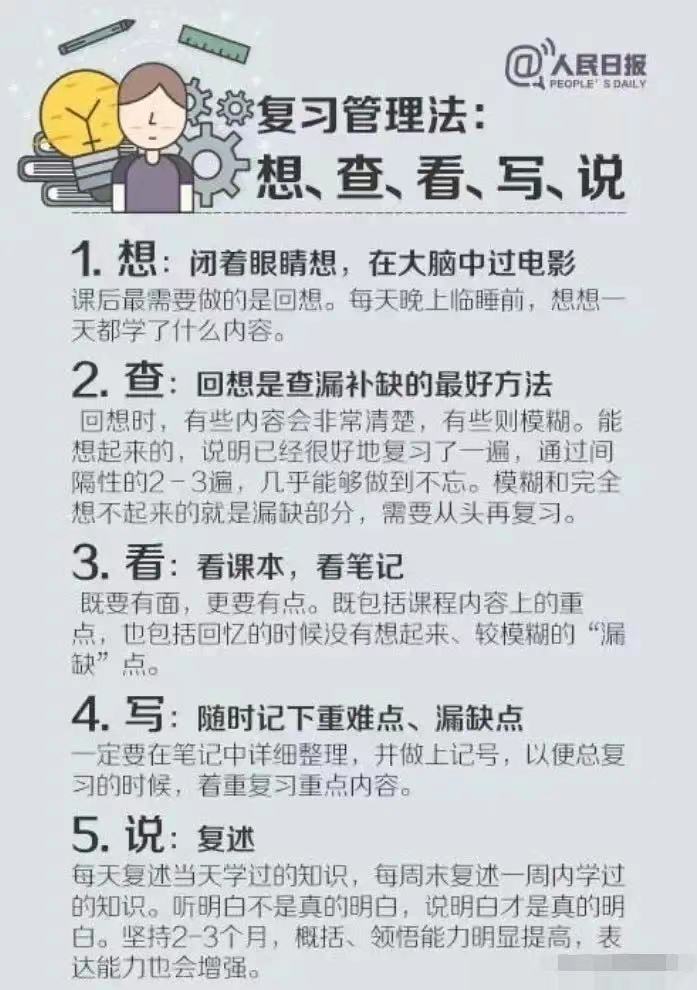 @人民日报
PEOPLE'S DAILY
复习管理法：
想、查、看、写、说
1. 想：闭着眼睛想，在大脑中过电影
课后最需要做的是回想。每天晚上临睡前，想想一
天都学了什么内容。
2. 查：回想是查漏补缺的最好方法
回想时，有些内容会非常清楚，有些则模糊。能
想起来的，说明已经很好地复习了一遍，通过间
隔性的2-3遍，几乎能够做到不忘。模糊和完全
想不起来的就是漏缺部分，需要从头再复习。
3. 看：看课本，看笔记
既要有面，更要有点。既包括课程内容上的重
点，也包括回忆的时候没有想起来、较模糊的“漏
缺”点。
4. 写：随时记下重难点、漏缺点
一定要在笔记中详细整理，并做上记号，以便总复
习的时候，着重复习重点内容。
5. 说：复述
每天复述当天学过的知识，每周末复述一周内学过
的知识。听明白不是真的明白，说明白才是真的明
白。坚持2-3个月，概括、领悟能力明显提高，表
达能力也会增强。